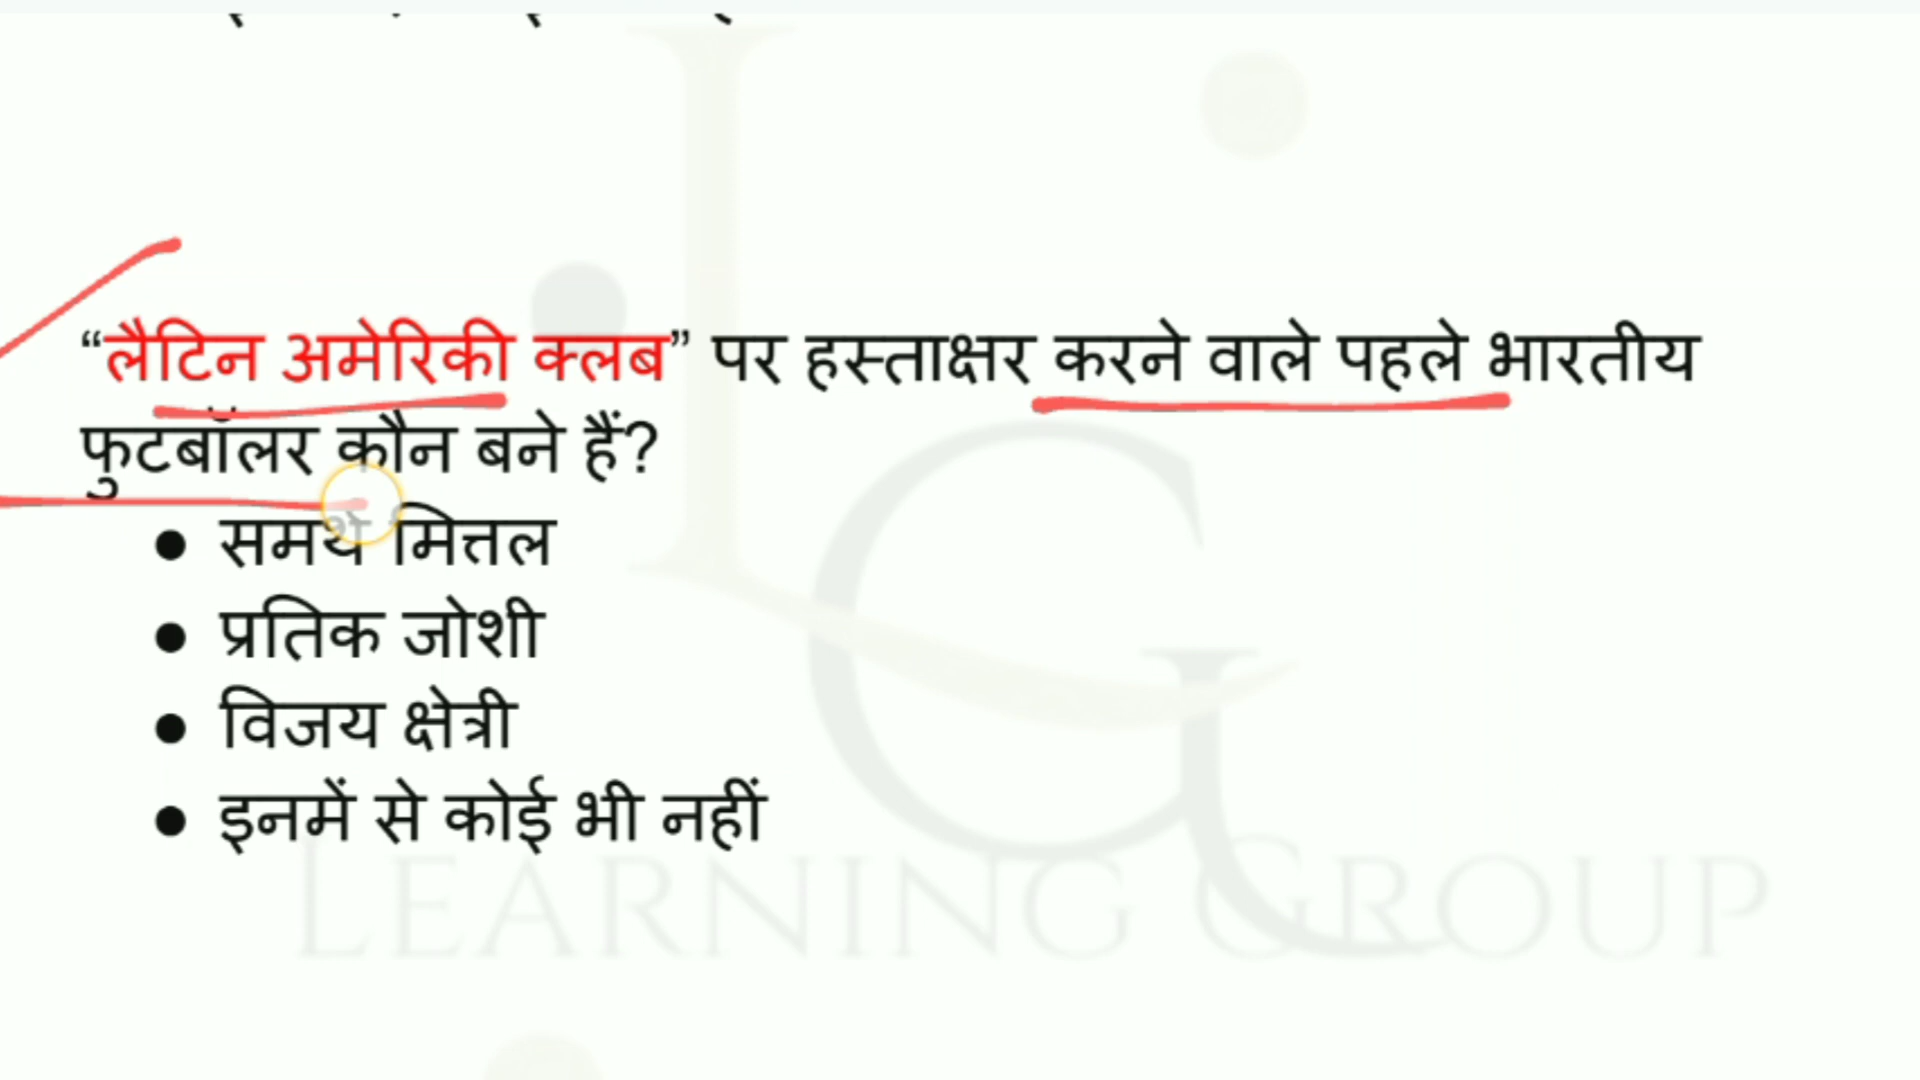 “लैटिन अमेरिकी क्लब” पर हस्ताक्षर करने वाले पहले भारतीय
फुटबॉलर कौन बने हैं?
● समर्थ मित्तल
● प्रतिक जोशी
● विजय क्षेत्री
● इनमें से कोई भी नहीं
LEARNING GROUP